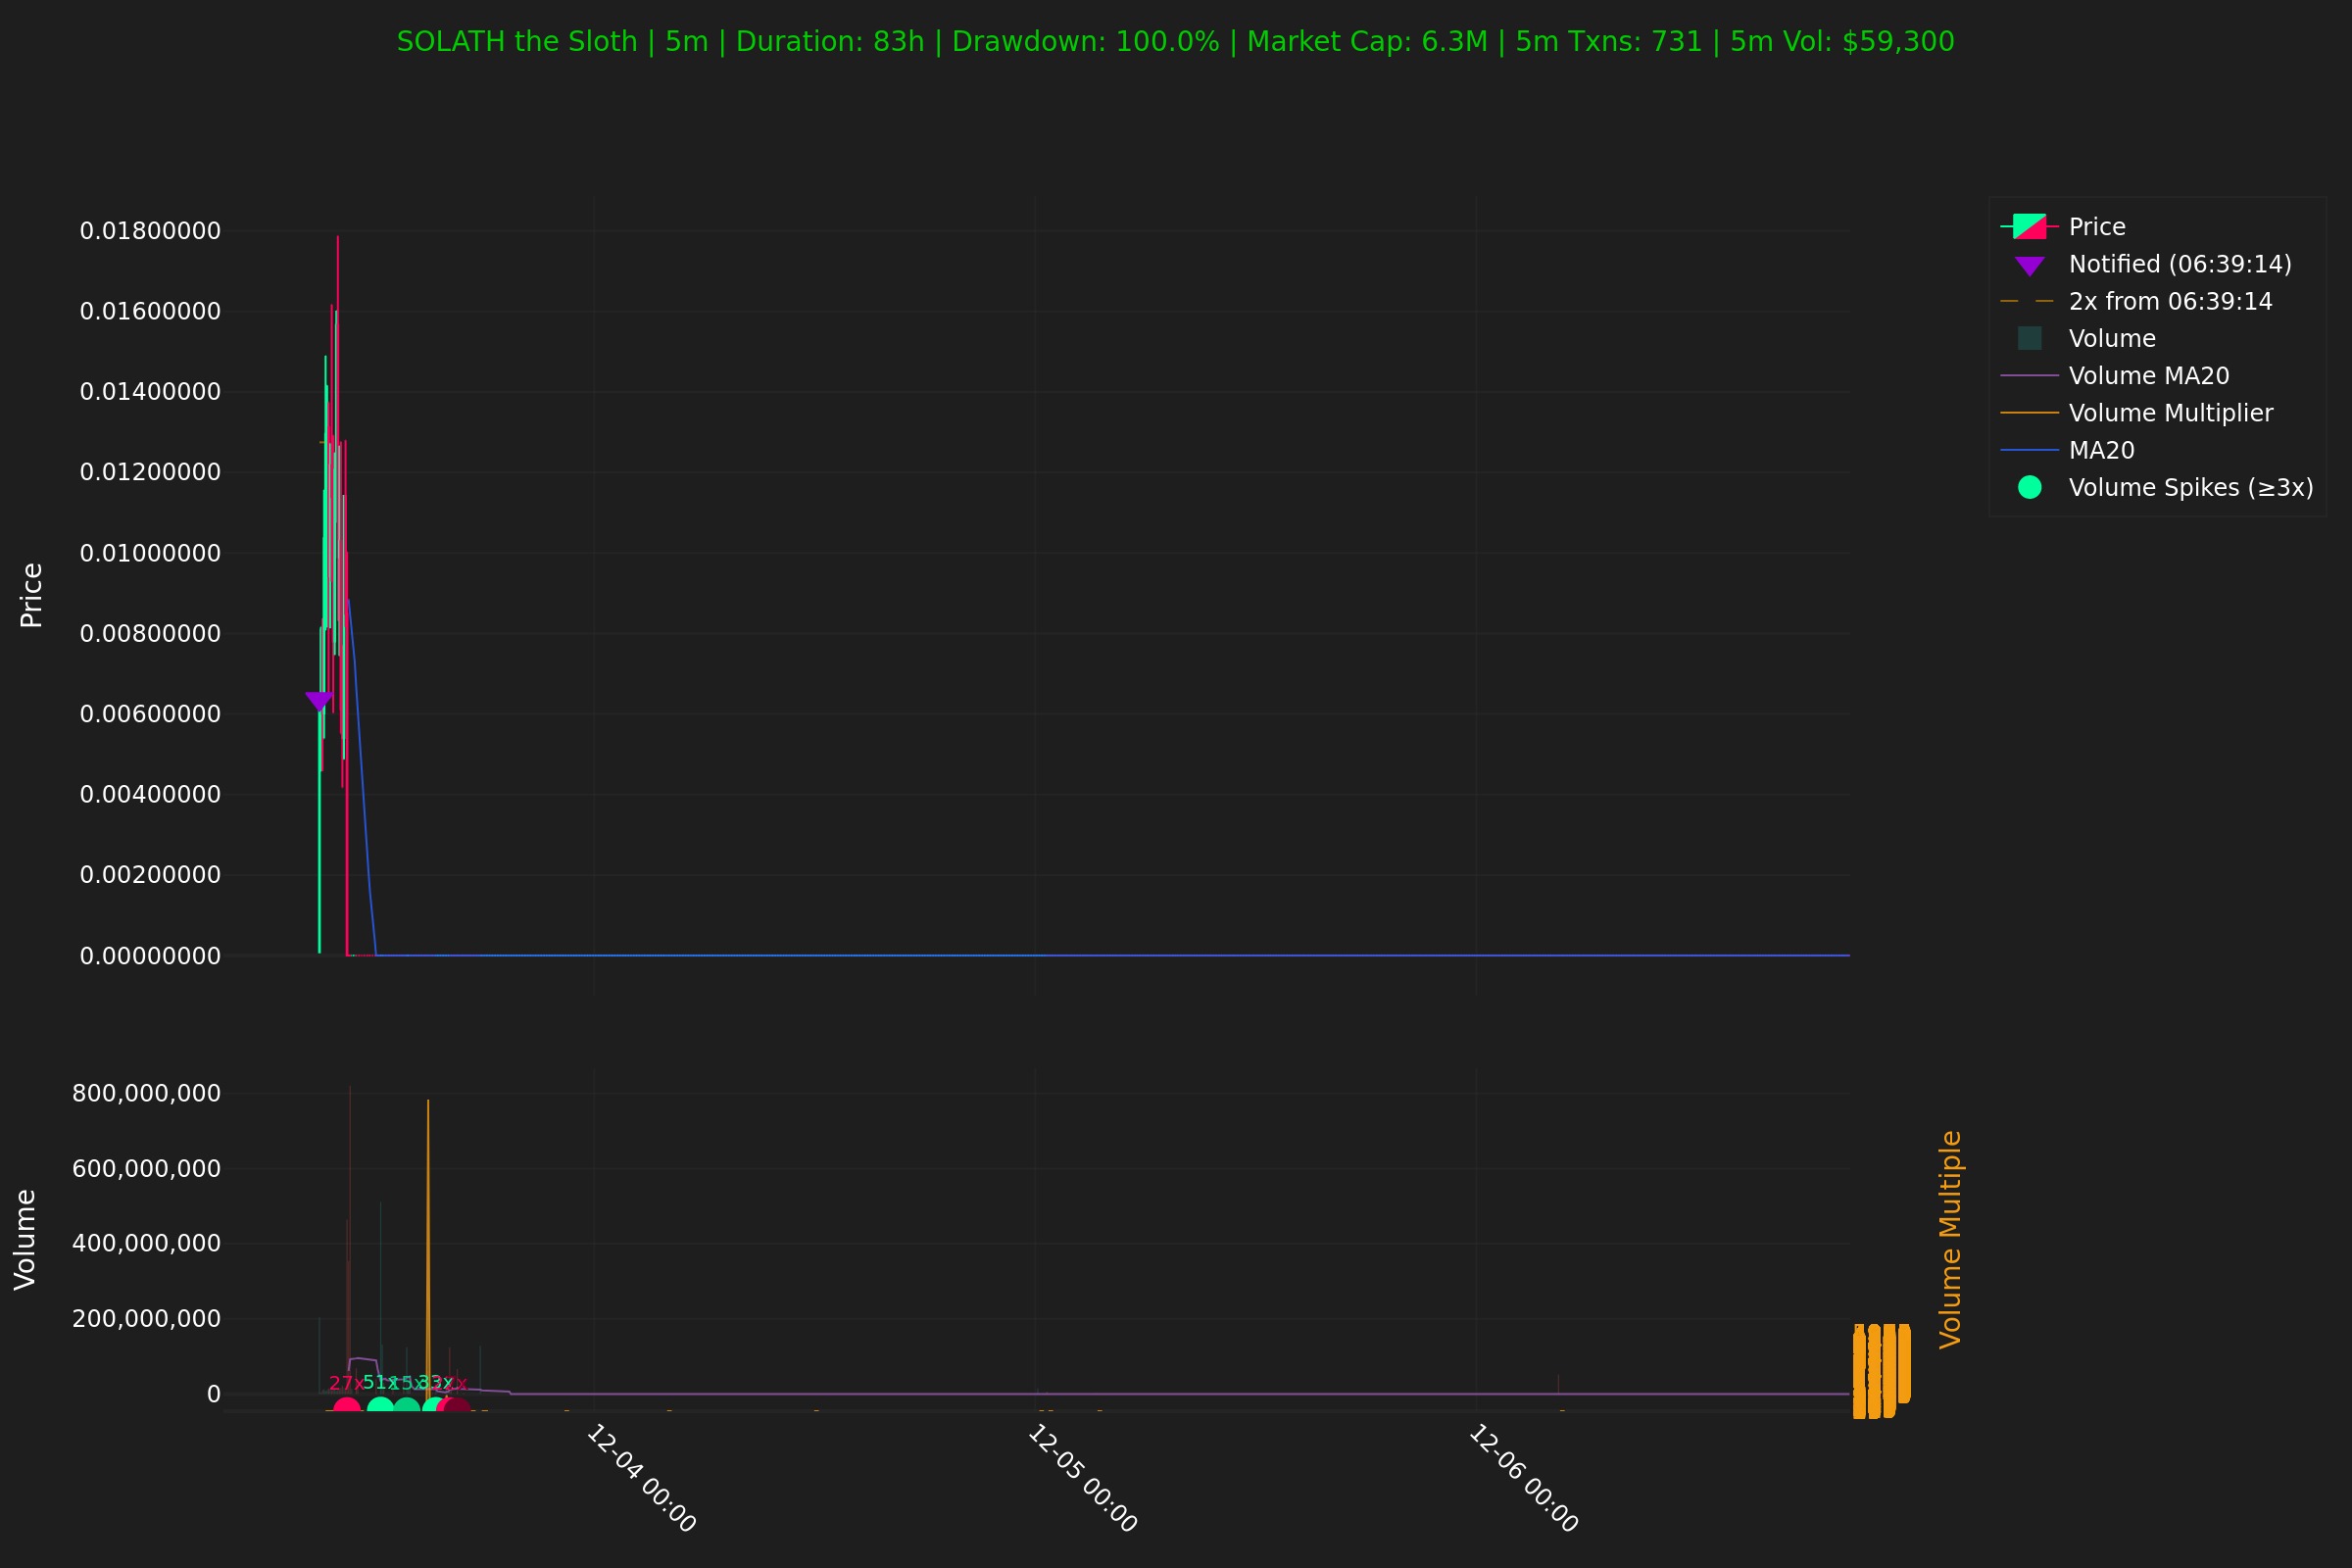 SOLATH the Sloth | 5m | Duration: 83h | Drawdown: 100.0% | Market Cap: 6.3M | 5m Txns: 731 | 5m Vol: $59,300
Price
0.01800000
0.01600000
0.01400000
0.01200000
0.01000000
0.00800000
0.00600000
0.00400000
0.00200000
0.00000000
Price
Notified (06:39:14)
2x from 06:39:14
Volume
Volume MA20
Volume Multiplier
MA20
Volume Spikes (≥3x)
Volume
800,000,000
600,000,000
400,000,000
200,000,000
0
27x
51x
33x
Volume Multiple
12-04 00:00
12-05 00:00
12-06 00:00